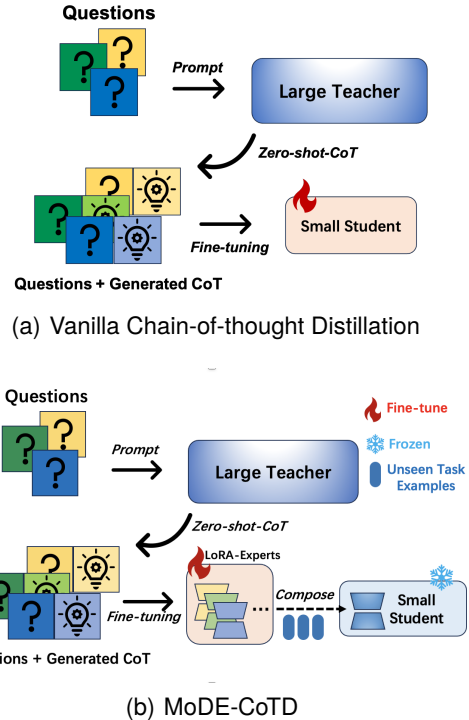 Questions
? ? ?
Prompt
Large Teacher
Zero-shot-CoT
? ? ?
Fine-tuning
Small Student
Questions + Generated CoT
(a) Vanilla Chain-of-thought Distillation
Questions
? ? ?
Prompt
Large Teacher
Fine-tune
Frozen
Unseen Task
Examples
Zero-shot-CoT
? ? ?
Fine-tuning
LoRA-Experts
...
Compose
Small
Student
ions + Generated CoT
(b) MoDE-CoTD